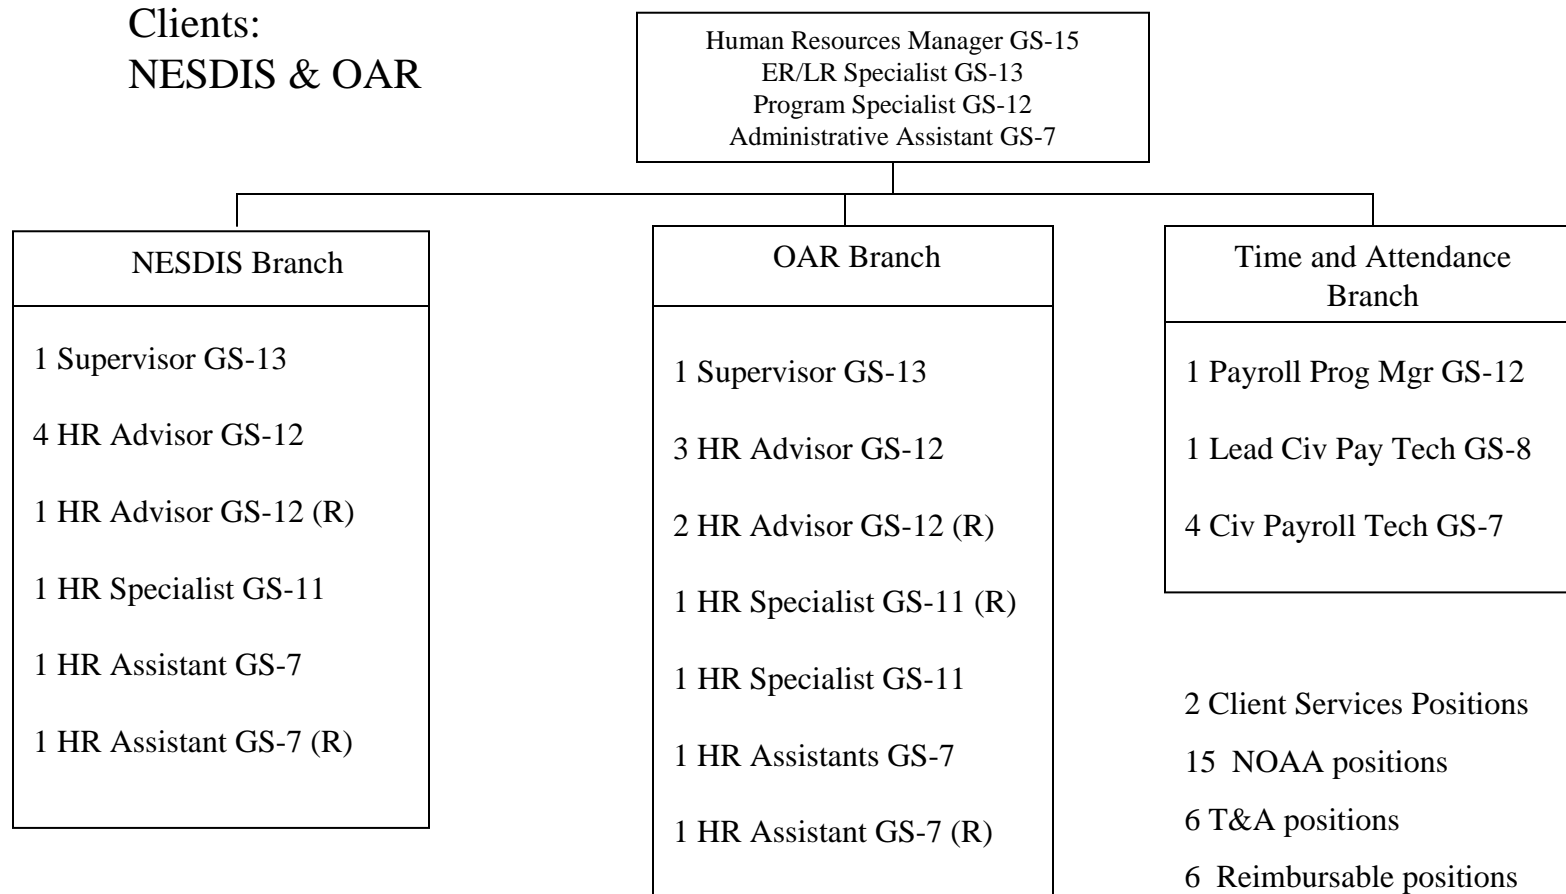 Clients:
NESDIS & OAR
Human Resources Manager GS-15
ER/LR Specialist GS-13
Program Specialist GS-12
Administrative Assistant GS-7
NESDIS Branch
1 Supervisor GS-13
4 HR Advisor GS-12
1 HR Advisor GS-12 (R)
1 HR Specialist GS-11
1 HR Assistant GS-7
1 HR Assistant GS-7 (R)
OAR Branch
1 Supervisor GS-13
3 HR Advisor GS-12
2 HR Advisor GS-12 (R)
1 HR Specialist GS-11 (R)
1 HR Specialist GS-11
1 HR Assistants GS-7
1 HR Assistant GS-7 (R)
Time and Attendance
Branch
1 Payroll Prog Mgr GS-12
1 Lead Civ Pay Tech GS-8
4 Civ Payroll Tech GS-7
2 Client Services Positions
15 NOAA positions
6 T&A positions
6 Reimbursable positions